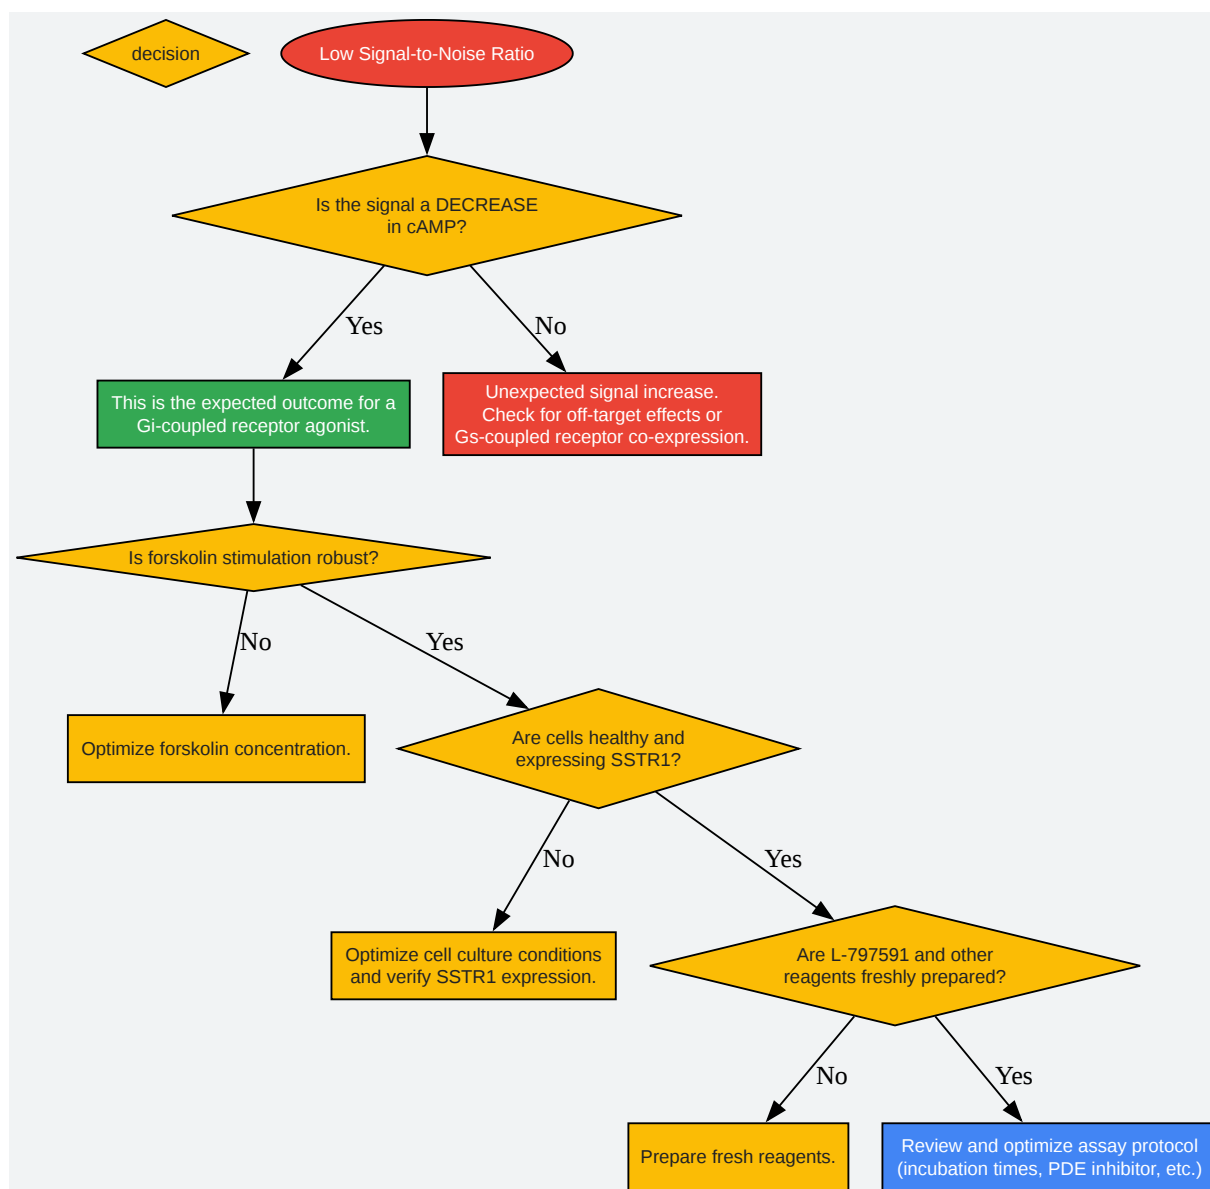 decision
Low Signal-to-Noise Ratio
Is the signal a DECREASE
in cAMP?
Yes
No
This is the expected outcome for a
Gi-coupled receptor agonist.
Unexpected signal increase.
Check for off-target effects or
Gs-coupled receptor co-expression.
Is forskolin stimulation robust?
No
Yes
Optimize forskolin concentration.
Are cells healthy and
expressing SSTR1?
No
Yes
Optimize cell culture conditions
and verify SSTR1 expression.
Are L-797591 and other
reagents freshly prepared?
No
Yes
Prepare fresh reagents.
Review and optimize assay protocol
(incubation times, PDE inhibitor, etc.)